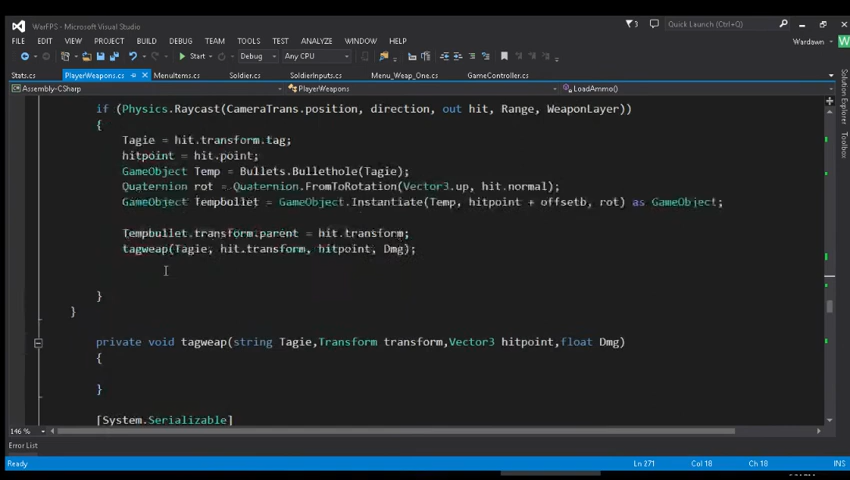 WarFPS - Microsoft Visual Studio
3
Quick Launch (Ctrl+Q)
FILE EDIT VIEW PROJECT BUILD DEBUG TEAM TOOLS TEST ANALYZE WINDOW HELP
Wardawn
W
Start
Debug
Any CPU
Stats.cs
PlayerWeapons.cs
MenuItems.cs
Soldier.cs
SoldierInputs.cs
Menu_Weap_One.cs
GameController.cs
Assembly-CSharp
PlayerWeapons
LoadAmmo()
Solution Explorer
Toolbox
if (Physics.Raycast(CameraTrans.position, direction, out hit, Range, WeaponLayer))
{
Tagie = hit.transform.tag;
hitpoint = hit.point;
GameObject Temp = Bullets.Bullethole(Tagie);
Quaternion rot = Quaternion.FromToRotation(Vector3.up, hit.normal);
GameObject Tempbullet = GameObject.Instantiate(Temp, hitpoint + offsetb, rot) as GameObject;
Tempbullet.transform.parent = hit.transform;
tagweap(Tagie, hit.transform, hitpoint, Dmg);
}
}
private void tagweap(string Tagie,Transform transform,Vector3 hitpoint,float Dmg)
{
}
[System.Serializable]
146 %
Error List
Ready
Ln 271
Col 18
Ch 18
INS